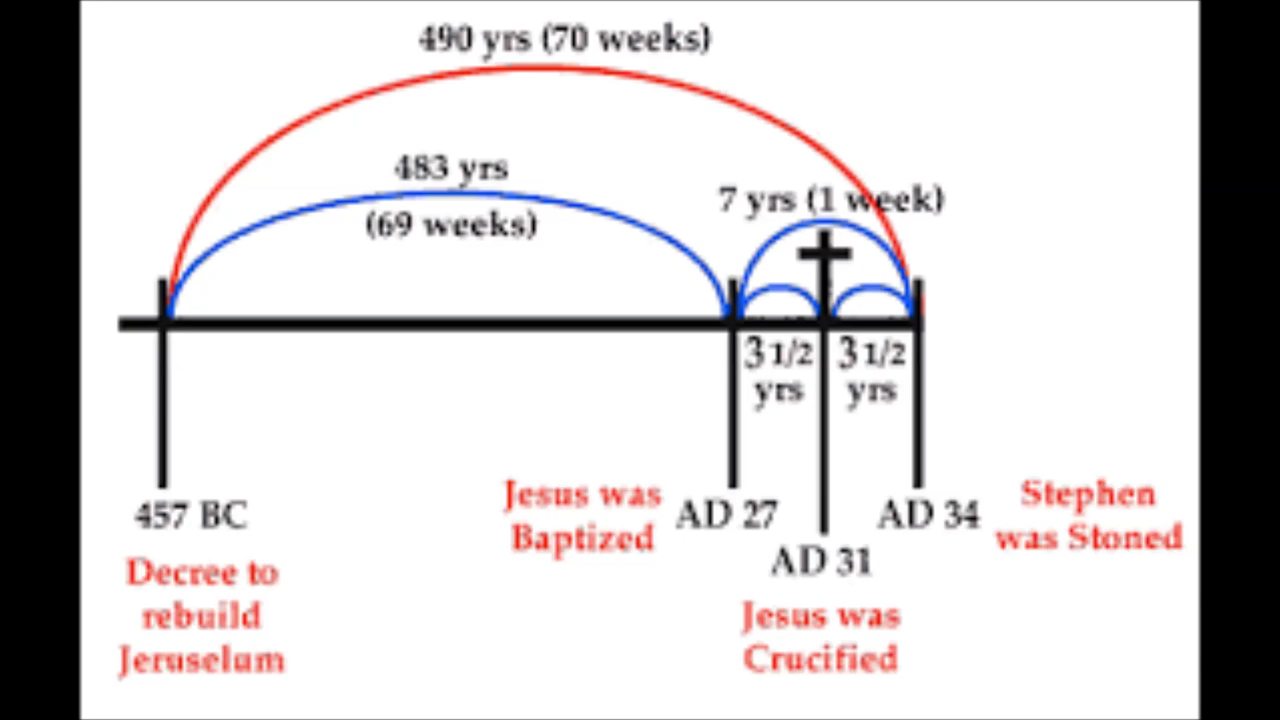 490 yrs (70 weeks)
483 yrs
(69 weeks)
7 yrs (1 week)
3 1/2
yrs
3 1/2
yrs
457 BC
Decree to
rebuild
Jeruselum
Jesus was
Baptized
AD 27
AD 31
Jesus was
Crucified
AD 34
Stephen
was Stoned